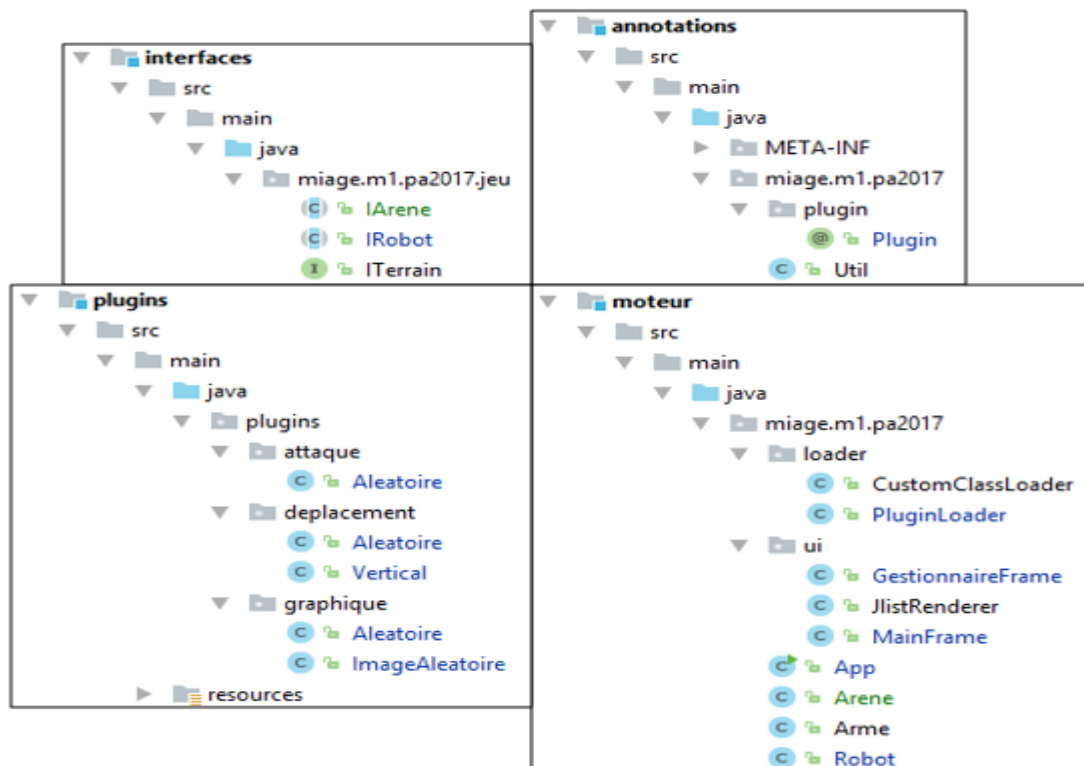 interfaces
src
main
java
miage.m1.pa2017.jeu
IArene
IRobot
ITerrain
annotations
src
main
java
META-INF
miage.m1.pa2017
plugin
Plugin
Util
plugins
src
main
java
plugins
attaque
Aleatoire
deplacement
Aleatoire
Vertical
graphique
Aleatoire
ImageAleatoire
resources
moteur
src
main
java
miage.m1.pa2017
loader
CustomClassLoader
PluginLoader
ui
GestionnaireFrame
JlistRenderer
MainFrame
App
Arene
Arme
Robot